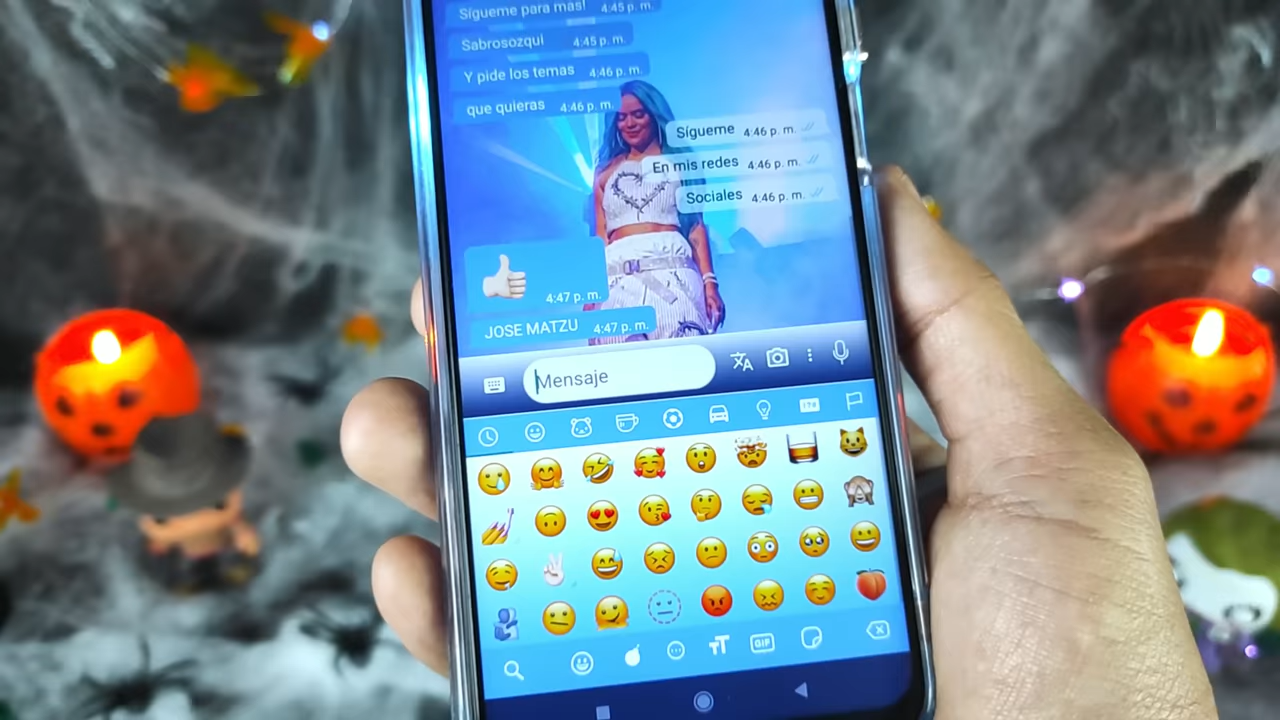 Sígueme para mas! 4:45 p. m.
Sabrosozqui 4:45 p. m.
Y pide los temas 4:46 p. m.
que quieras 4:46 p. m.
Sígueme 4:46 p. m.
En mis redes 4:46 p. m.
Sociales 4:46 p. m.
4:47 p. m.
JOSE MATZU 4:47 p. m.
Mensaje
GIF